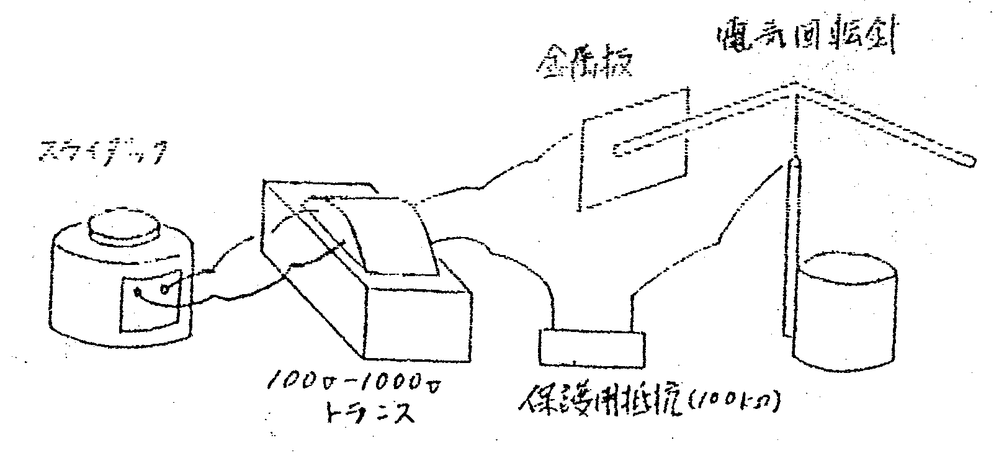 電気回転針
金属板
スライダック
100V-1000V
トランス
保護用抵抗(100kΩ)